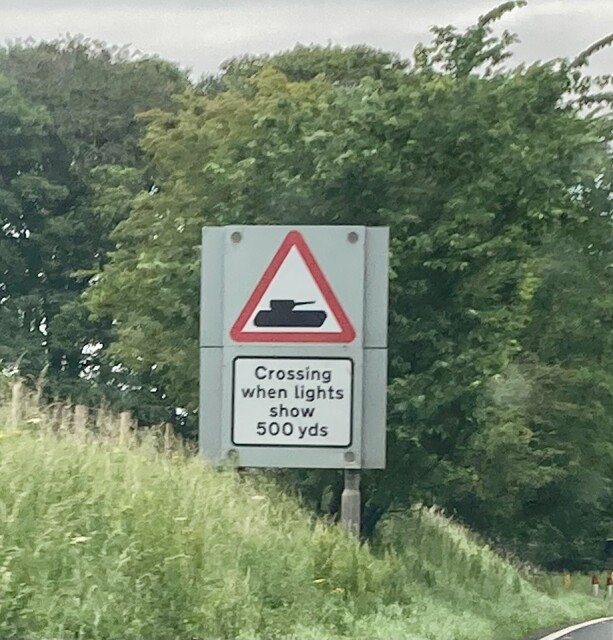 Crossing
when lights
show
500 yds